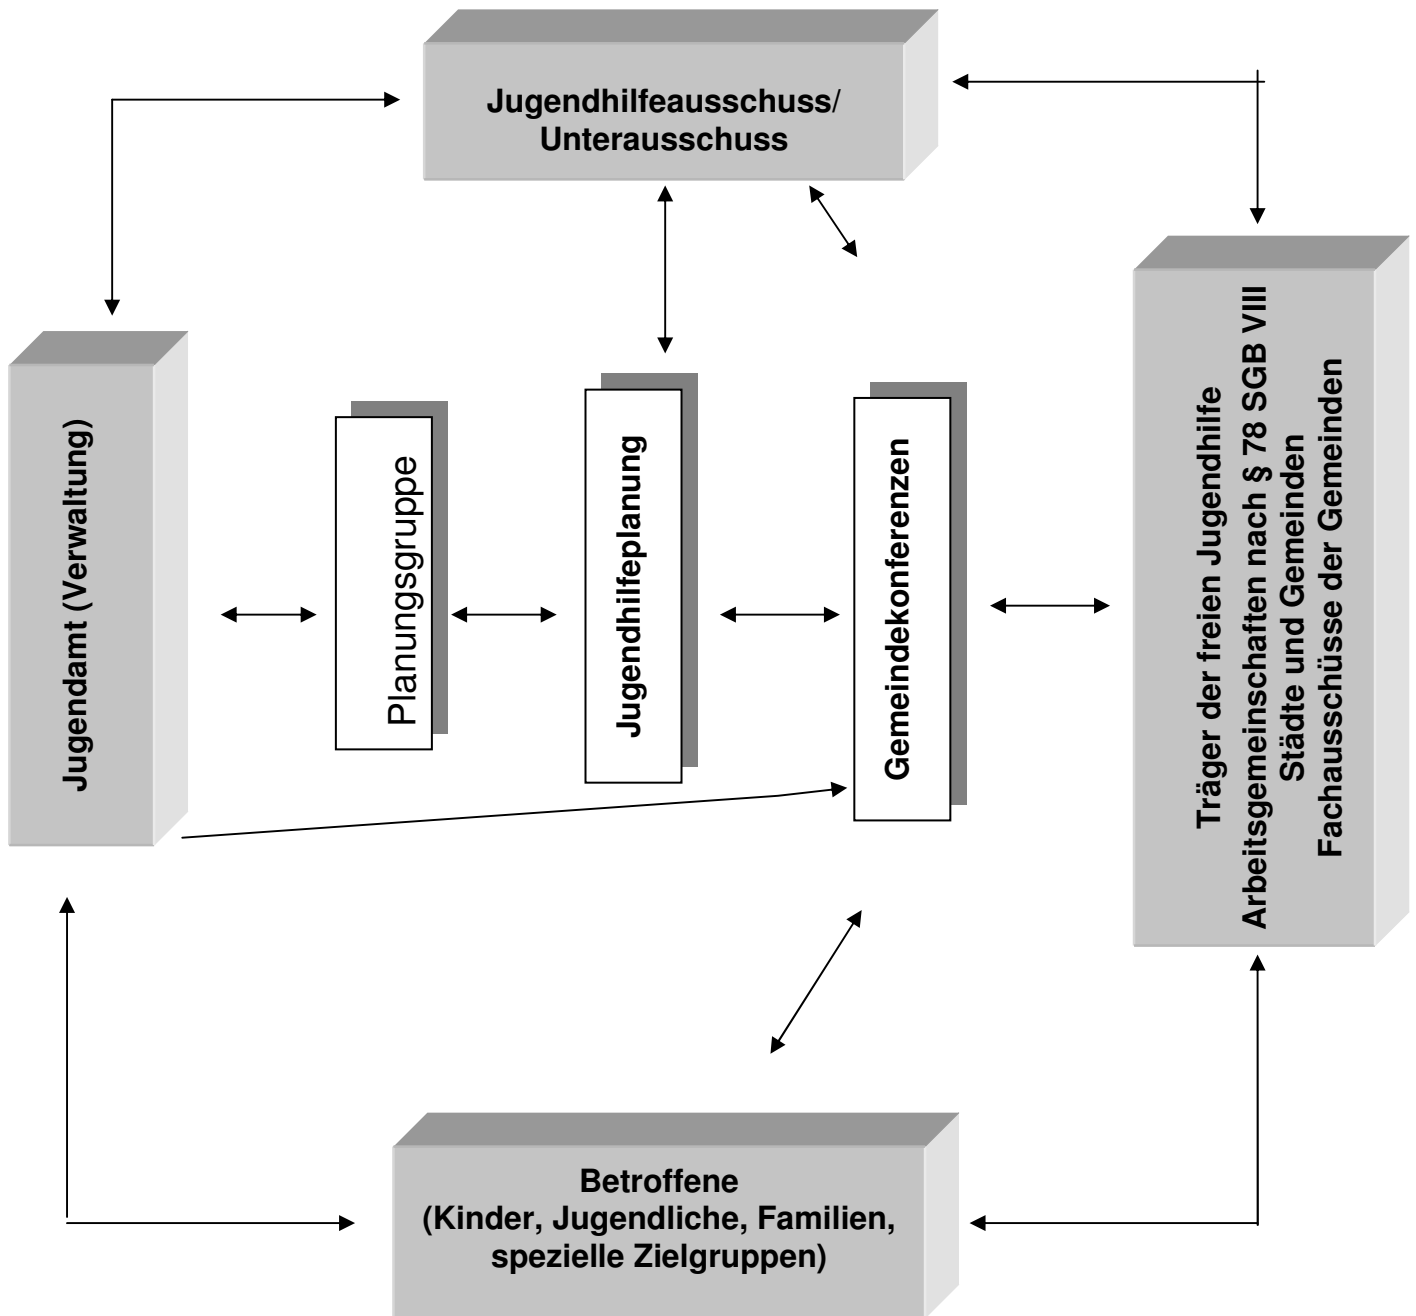 Jugendhilfeausschuss/
Unterausschuss
Jugendamt (Verwaltung)
Planungsgruppe
Jugendhilfeplanung
Gemeindekonferenzen
Träger der freien Jugendhilfe
Arbeitsgemeinschaften nach § 78 SGB VIII
Städte und Gemeinden
Fachausschüsse der Gemeinden
Betroffene
(Kinder, Jugendliche, Familien,
spezielle Zielgruppen)